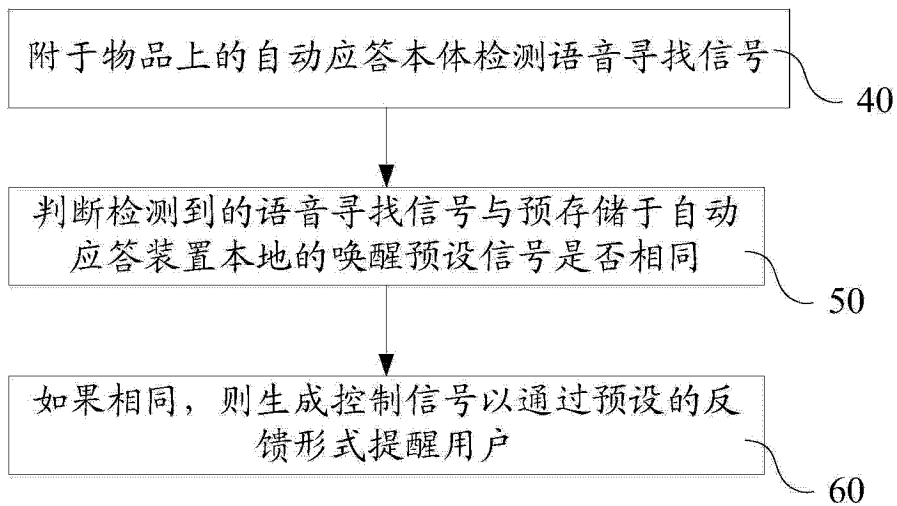 附于物品上的自动应答本体检测语音寻找信号
40
判断检测到的语音寻找信号与预存储于自动
应答装置本地的唤醒预设信号是否相同
50
如果相同，则生成控制信号以通过预设的反
馈形式提醒用户
60